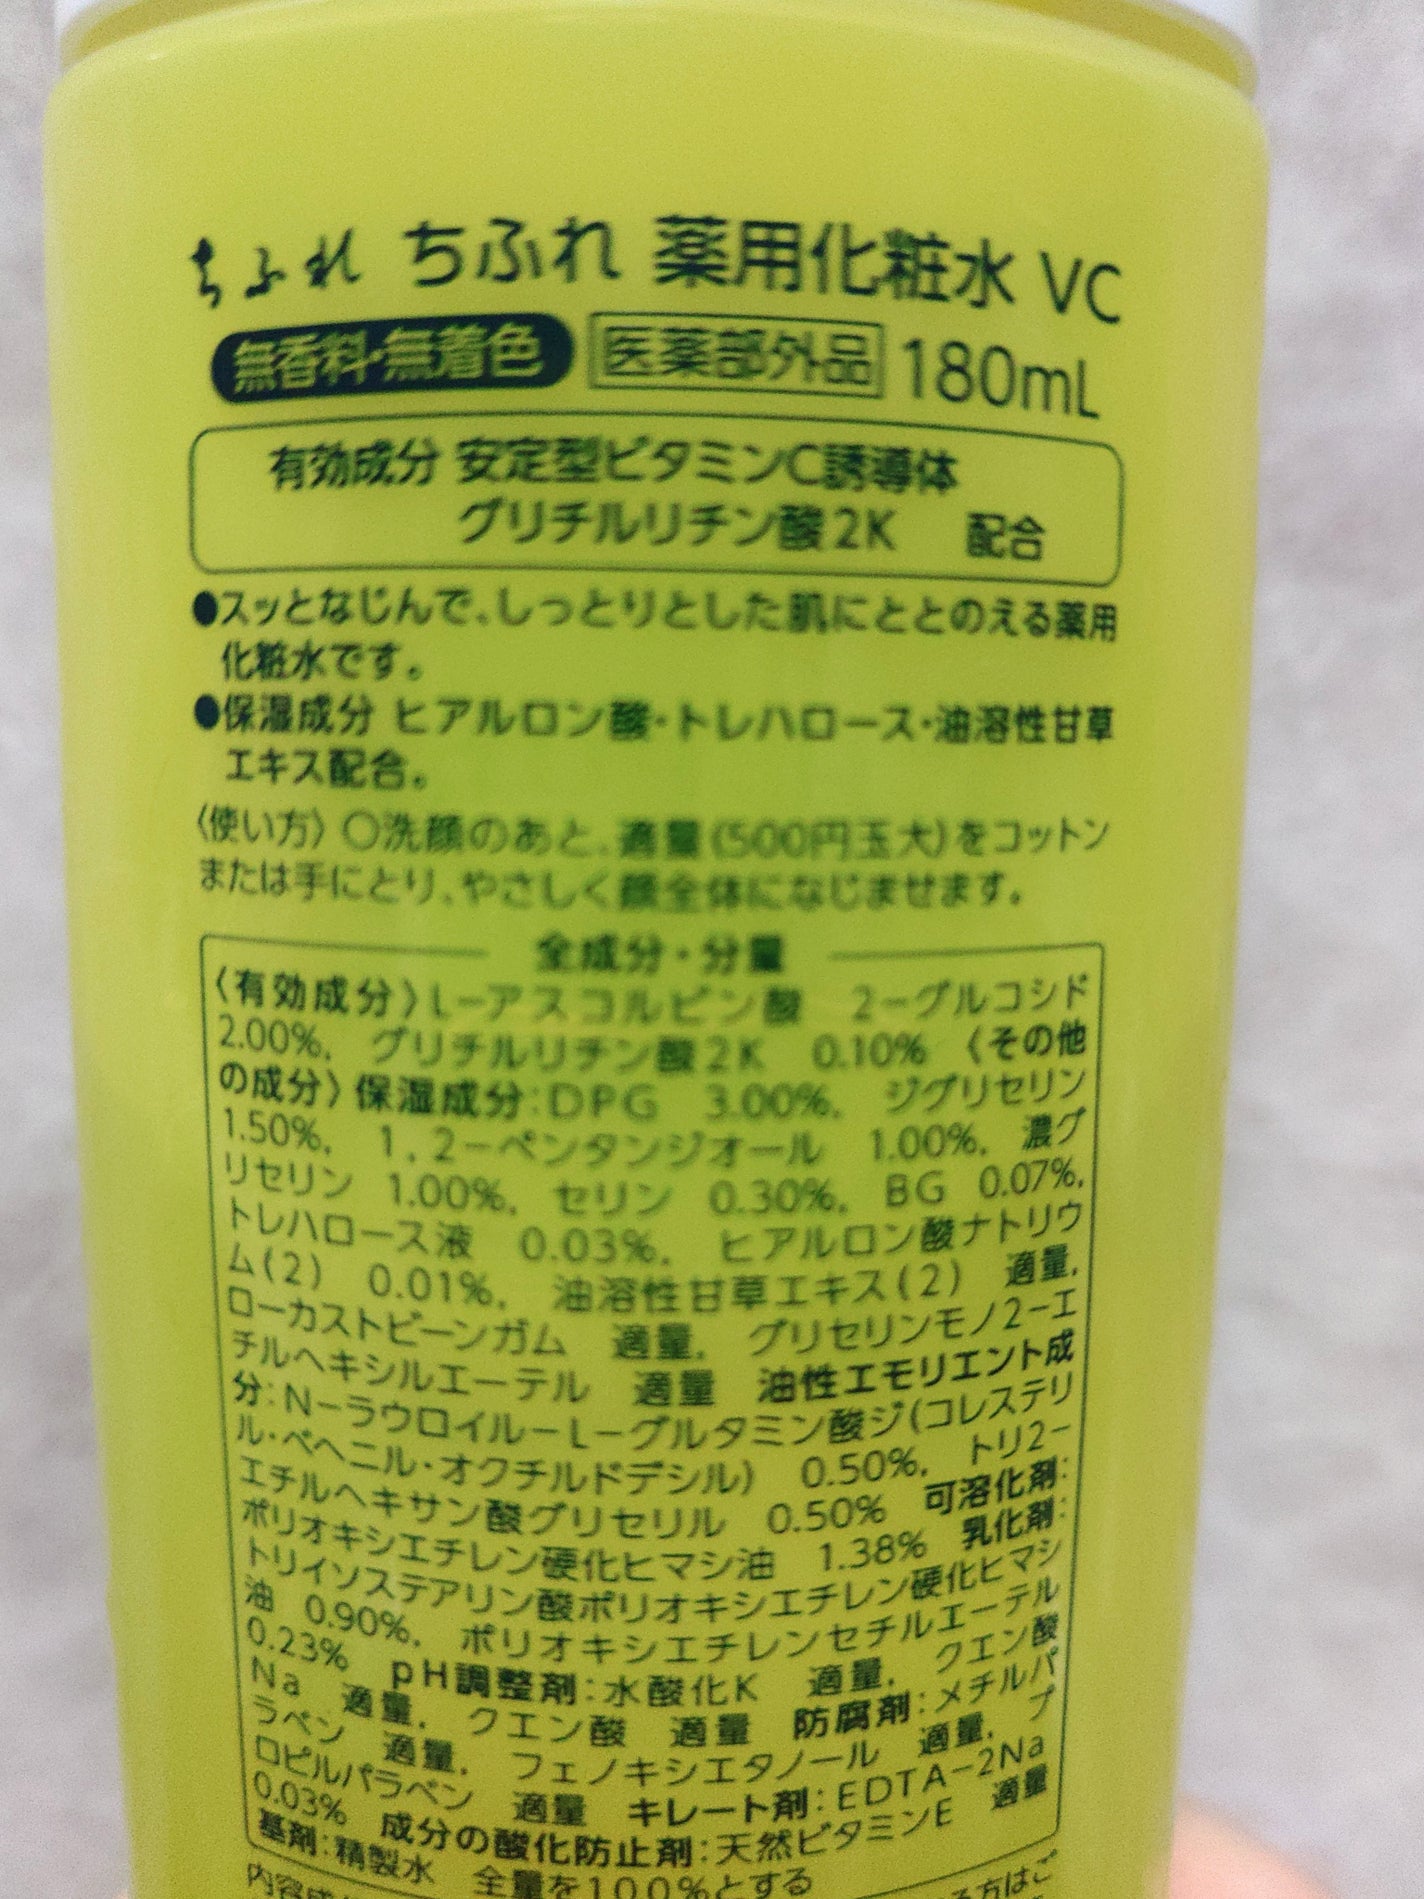 ちふれ ちふれ 薬用化粧水 VC
無香料・無着色 医薬部外品 180mL
有効成分 安定型ビタミンC誘導体
グリチルリチン酸2K 配合
●スッとなじんで、しっとりとした肌にととのえる薬用
化粧水です。
●保湿成分 ヒアルロン酸・トレハロース・油溶性甘草
エキス配合。
〈使い方〉○洗顔のあと、適量(500円玉大)をコットン
または手にとり、やさしく顔全体になじませます。
全成分・分量
〈有効成分〉L-アスコルビン酸 2-グルコシド
2.00%, グリチルリチン酸2K 0.10% 〈その他
の成分〉保湿成分:DPG 3.00%, ジグリセリン
1.50%, 1,2-ペンタンジオール 1.00%, 濃グ
リセリン 1.00%, セリン 0.30%, BG 0.07%,
トレハロース液 0.03%, ヒアルロン酸ナトリウ
ム(2) 0.01%, 油溶性甘草エキス(2) 適量,
ローカストビーンガム 適量, グリセリンモノ2-エ
チルヘキシルエーテル 適量 油性エモリエント成
分:N-ラウロイル-L-グルタミン酸ジ(コレステリ
ル・ベヘニル・オクチルドデシル) 0.50%, トリ2-
エチルヘキサン酸グリセリル 0.50% 可溶化剤:
ポリオキシエチレン硬化ヒマシ油 1.38% 乳化剤:
トリイソステアリン酸ポリオキシエチレン硬化ヒマシ
油 0.90%, ポリオキシエチレンセチルエーテル
0.23% pH調整剤:水酸化K 適量, クエン酸
Na 適量, クエン酸 適量 防腐剤:メチルパ
ラベン 適量, フェノキシエタノール 適量, プ
ロピルパラベン 適量 キレート剤:EDTA-2Na
0.03% 成分の酸化防止剤:天然ビタミンE 適量
基剤:精製水 全量を100%とする